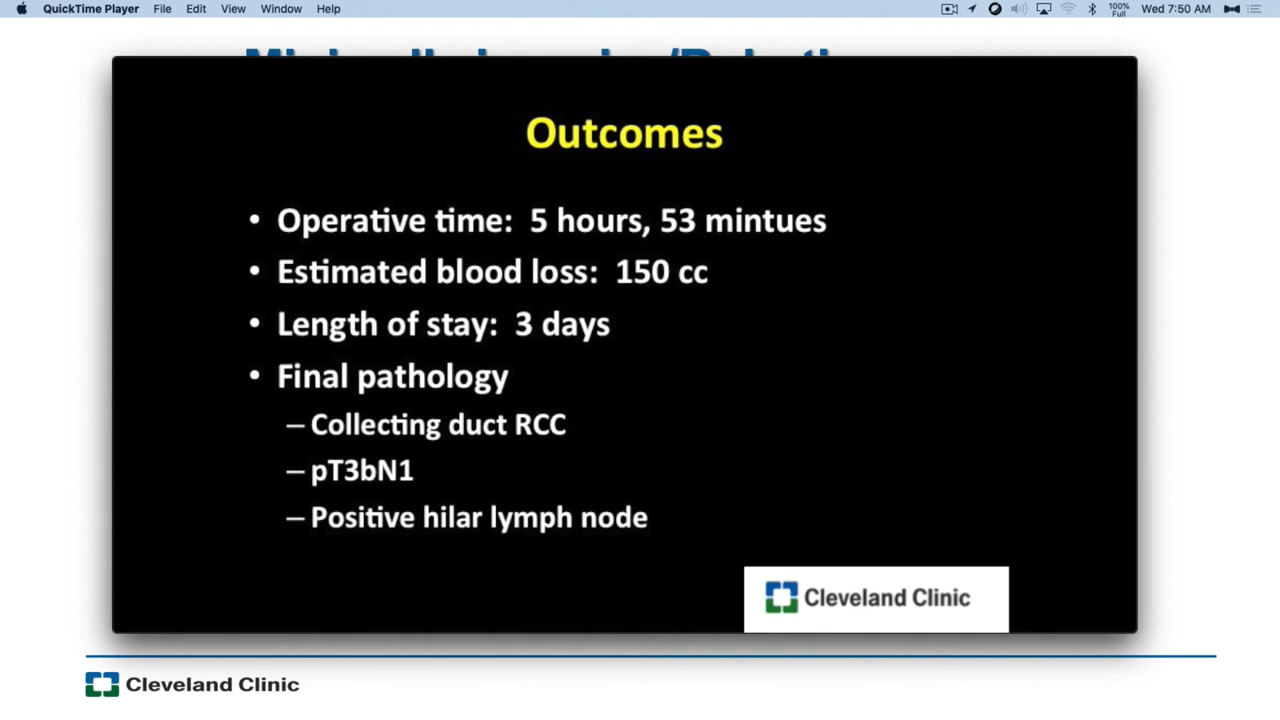 QuickTime Player File Edit View Window Help 100% Full Wed 7:50 AM
Outcomes
• Operative time: 5 hours, 53 mintues
• Estimated blood loss: 150 cc
• Length of stay: 3 days
• Final pathology
– Collecting duct RCC
– pT3bN1
– Positive hilar lymph node
Cleveland Clinic
Cleveland Clinic